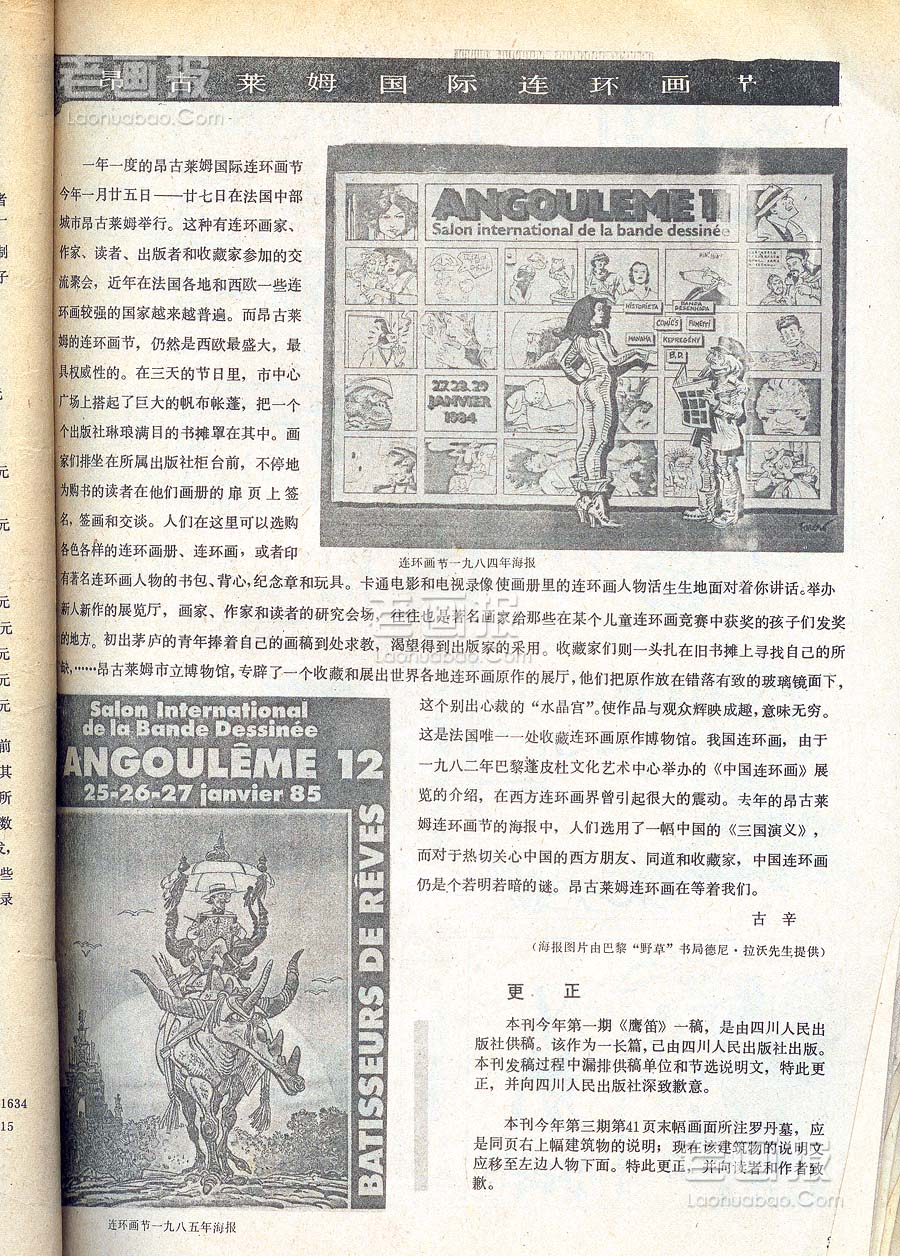 昂古莱姆国际连环画节
老画报
Laohuabao.Com
一年一度的昂古莱姆国际连环画节
今年一月廿五日——廿七日在法国中部
城市昂古莱姆举行。这种有连环画家、
作家、读者、出版者和收藏家参加的交
流聚会，近年在法国各地和西欧一些连
环画较强的国家越来越普遍。而昂古莱
姆的连环画节，仍然是西欧最盛大，最
具权威性的。在三天的节日里，市中心
广场上搭起了巨大的帆布帐蓬，把一个
个出版社琳琅满目的书摊罩在其中。画
家们排坐在所属出版社柜台前，不停地
为购书的读者在他们画册的扉页上签
名，签画和交谈。人们在这里可以选购
各色各样的连环画册、连环画，或者印
ANGOULEME 11
Salon international de la bande dessinée
HISTORIETA
BANDA DESENHADA
COMICS
FUMETTI
MANAHA
KEPREGÉNY
B.D.
27.28.29
JANVIER
1984
连环画节一九八四年海报
有著名连环画人物的书包、背心，纪念章和玩具。卡通电影和电视录像使画册里的连环画人物活生生地面对着你讲话。举办
新人新作的展览厅，画家、作家和读者的研究会场，往往也是著名画家给那些在某个儿童连环画竞赛中获奖的孩子们发奖
的地方。初出茅庐的青年捧着自己的画稿到处求教，渴望得到出版家的采用。收藏家们则一头扎在旧书摊上寻找自己的所
缺，……昂古莱姆市立博物馆，专辟了一个收藏和展出世界各地连环画原作的展厅，他们把原作放在错落有致的玻璃镜面下，
老画报
Laohuabao.Com
这个别出心裁的“水晶宫”。使作品与观众辉映成趣，意味无穷。
这是法国唯一一处收藏连环画原作博物馆。我国连环画，由于
一九八二年巴黎蓬皮杜文化艺术中心举办的《中国连环画》展
览的介绍，在西方连环画界曾引起很大的震动。去年的昂古莱
姆连环画节的海报中，人们选用了一幅中国的《三国演义》，
而对于热切关心中国的西方朋友、同道和收藏家，中国连环画
仍是个若明若暗的谜。昂古莱姆连环画在等着我们。
古 辛
（海报图片由巴黎“野草”书局德尼·拉沃先生提供）
Salon International
de la Bande Dessinée
ANGOULÊME 12
25-26-27 janvier 85
BATISSEURS DE RÊVES
连环画节一九八五年海报
更 正
本刊今年第一期《鹰笛》一稿，是由四川人民出
版社供稿。该作为一长篇，已由四川人民出版社出版。
本刊发稿过程中漏排供稿单位和节选说明文，特此更
正，并向四川人民出版社深致歉意。
本刊今年第三期第41页末幅画面所注罗丹墓，应
是同页右上幅建筑物的说明；现在该建筑物的说明文
应移至左边人物下面。特此更正，并向读者和作者致
歉。
老画报
Laohuabao.Com
者
制
子
元
元
元
元
元
元
元
前
其
所
数
些
录
1634
15